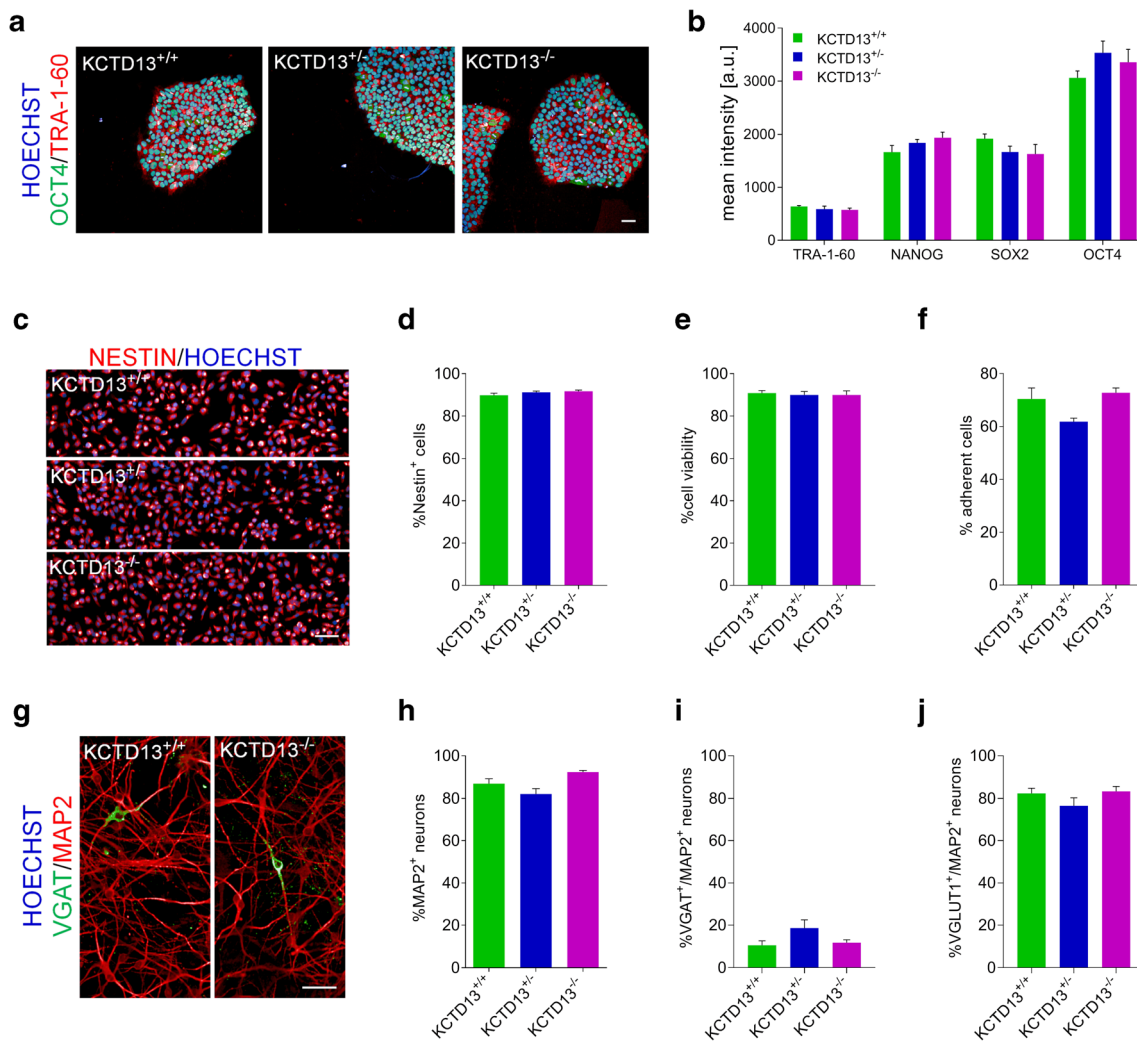 a
HOECHST
OCT4/TRA-1-60
KCTD13+/+
KCTD13+/-
KCTD13-/-
b
mean intensity [a.u.]
4000
3000
2000
1000
0
KCTD13+/+
KCTD13+/-
KCTD13-/-
TRA-1-60
NANOG
SOX2
OCT4
c
NESTIN/HOECHST
KCTD13+/+
KCTD13+/-
KCTD13-/-
d
%Nestin+ cells
100
80
60
40
20
0
KCTD13+/+
KCTD13+/-
KCTD13-/-
e
%cell viability
100
80
60
40
20
0
KCTD13+/+
KCTD13+/-
KCTD13-/-
f
% adherent cells
80
60
40
20
0
KCTD13+/+
KCTD13+/-
KCTD13-/-
g
HOECHST
VGAT/MAP2
KCTD13+/+
KCTD13-/-
h
%MAP2+ neurons
100
80
60
40
20
0
KCTD13+/+
KCTD13+/-
KCTD13-/-
i
%VGAT+/MAP2+ neurons
100
80
60
40
20
0
KCTD13+/+
KCTD13+/-
KCTD13-/-
j
%VGLUT1+/MAP2+ neurons
100
80
60
40
20
0
KCTD13+/+
KCTD13+/-
KCTD13-/-